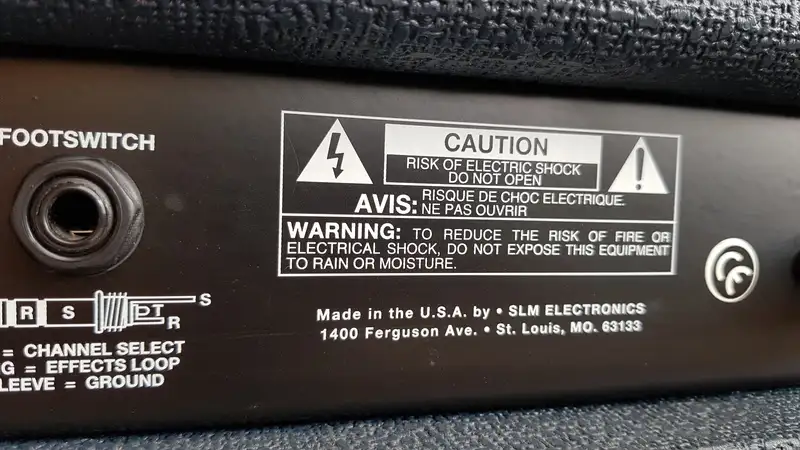 FOOTSWITCH
CAUTION
RISK OF ELECTRIC SHOCK
DO NOT OPEN
AVIS: RISQUE DE CHOC ELECTRIQUE.
NE PAS OUVRIR
WARNING: TO REDUCE THE RISK OF FIRE OR
ELECTRICAL SHOCK, DO NOT EXPOSE THIS EQUIPMENT
TO RAIN OR MOISTURE.
Made in the U.S.A. by • SLM ELECTRONICS
1400 Ferguson Ave. • St. Louis, MO. 63133
R S T S
R
= CHANNEL SELECT
G = EFFECTS LOOP
LEEVE = GROUND